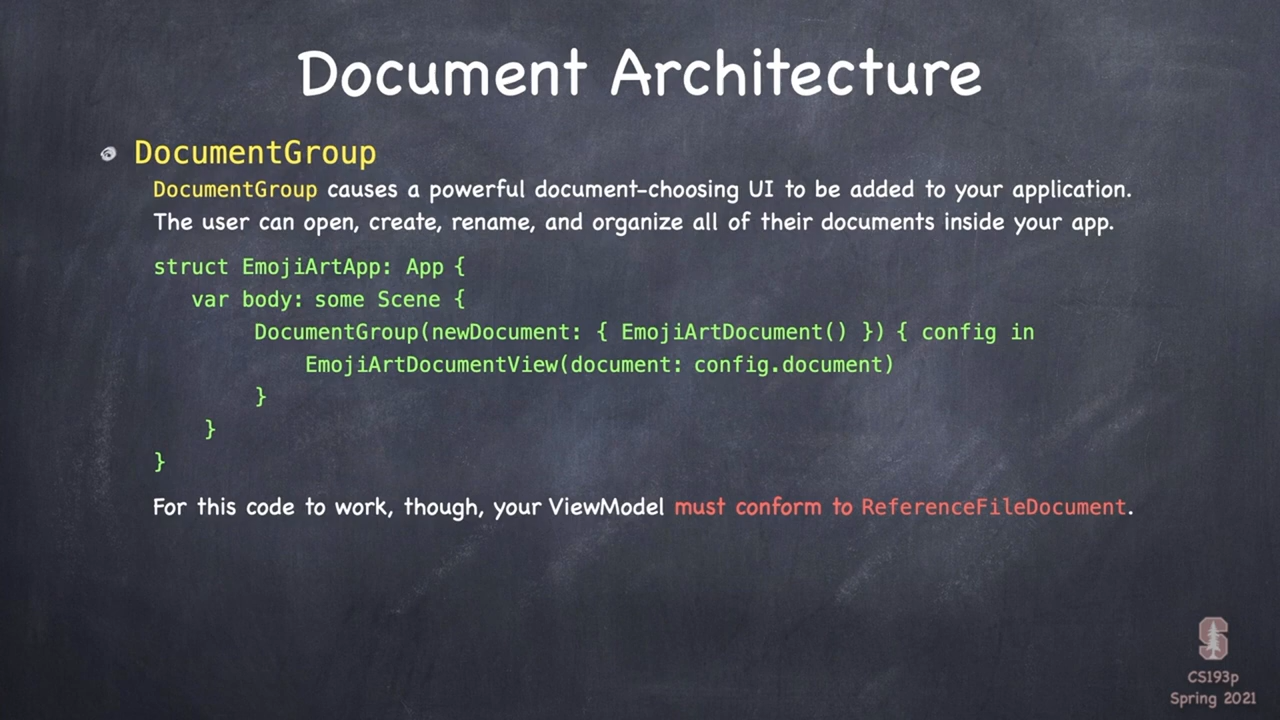 Document Architecture
DocumentGroup
DocumentGroup causes a powerful document-choosing UI to be added to your application.
The user can open, create, rename, and organize all of their documents inside your app.
struct EmojiArtApp: App {
var body: some Scene {
DocumentGroup(newDocument: { EmojiArtDocument() }) { config in
EmojiArtDocumentView(document: config.document)
}
}
}
For this code to work, though, your ViewModel must conform to ReferenceFileDocument.
S
CS193p
Spring 2021